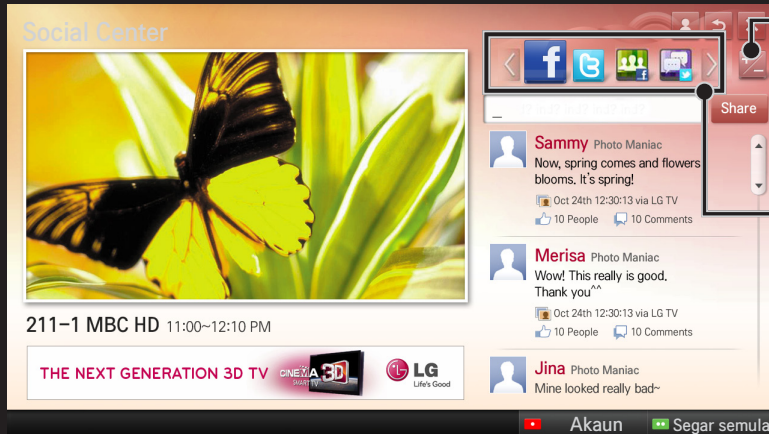 Social Center
Share
Sammy Photo Maniac
Now, spring comes and flowers
blooms. It's spring!
Oct 24th 12:30:13 via LG TV
10 People 10 Comments
Merisa Photo Maniac
Wow! This really is good.
Thank you^^
Oct 24th 12:30:13 via LG TV
10 People 10 Comments
Jina Photo Maniac
Mine looked really bad~
211-1 MBC HD 11:00~12:10 PM
THE NEXT GENERATION 3D TV CINEMA 3D SMART TV LG Life's Good
Akaun Segar semula